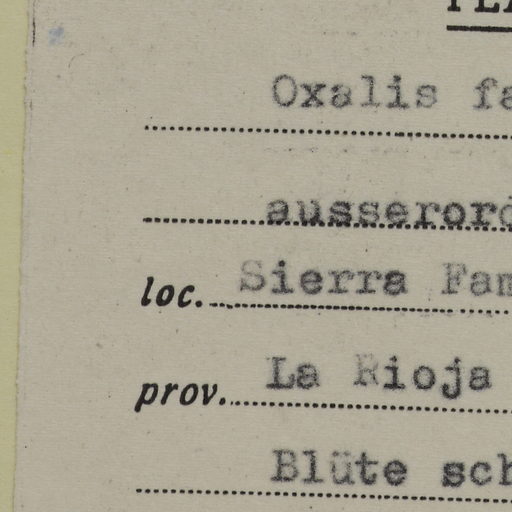 Oxalis fa
ausserord
loc. Sierra Fam
prov. La Rioja
Blüte sch